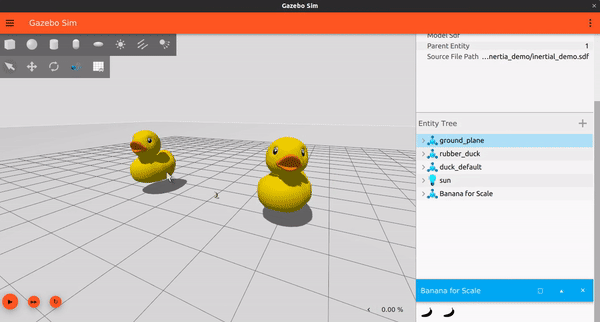 Gazebo Sim
Gazebo Sim
Model Sdf
Parent Entity 1
Source File Path ...nertia_demo/inertial_demo.sdf
Entity Tree
ground_plane
rubber_duck
duck_default
sun
Banana for Scale
Banana for Scale
0.00 %